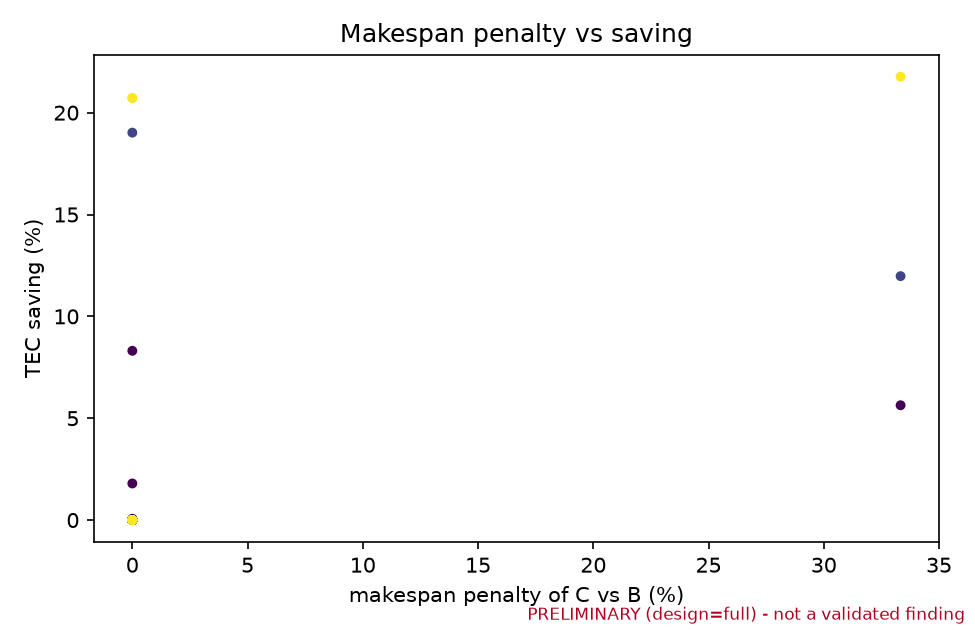 Makespan penalty vs saving
TEC saving (%)
20
15
10
5
0
0 5 10 15 20 25 30 35
makespan penalty of C vs B (%)
PRELIMINARY (design=full) - not a validated finding